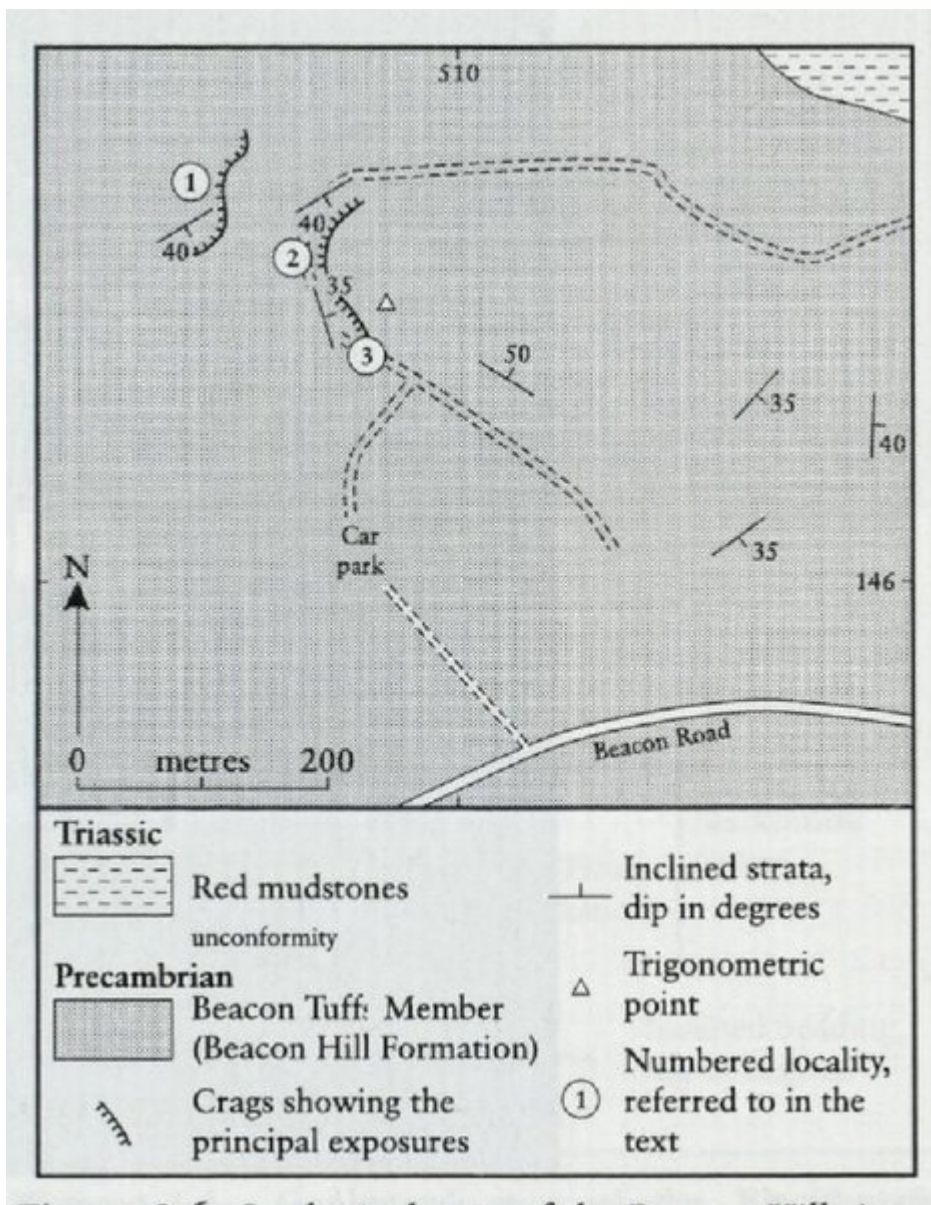 510
1
40
40
2
35
3
50
35
40
35
Car
park
N
146
0 metres 200
Beacon Road
Triassic
Red mudstones
unconformity
Precambrian
Beacon Tuff: Member
(Beacon Hill Formation)
Crags showing the
principal exposures
Inclined strata,
dip in degrees
Trigonometric
point
Numbered locality,
1 referred to in the
text